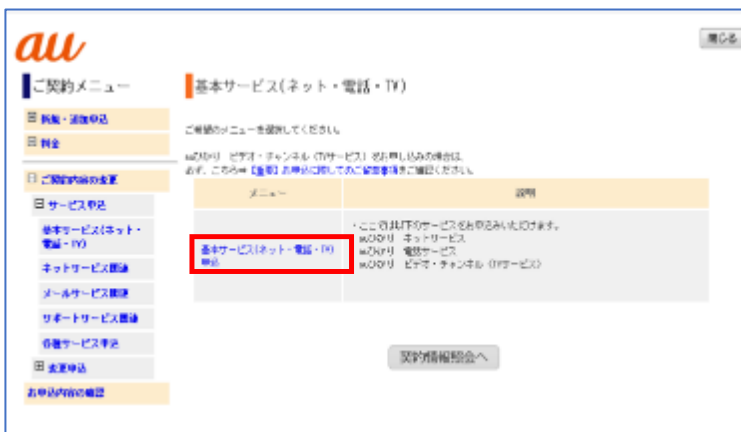 au
閉じる
ご契約メニュー
基本サービス(ネット・電話・TV)
新規・追加申込
料金
ご希望のメニューを選択してください。
auひかり ビデオ・チャンネル (TVサービス) をお申し込みの場合は、
必ず、こちら⇒【重要】お申込に際してのご留意事項をご確認ください。
ご契約内容の変更
サービス申込
メニュー
説明
基本サービス(ネット・
電話・TV)
基本サービス(ネット・電話・TV)
申込
・ここでは以下のサービスをお申込みいただけます。
auひかり ネットサービス
auひかり 電話サービス
auひかり ビデオ・チャンネル (TVサービス)
ネットサービス関連
メールサービス関連
サポートサービス関連
各種サービス申込
変更申込
お申込内容の確認
契約情報照会へ